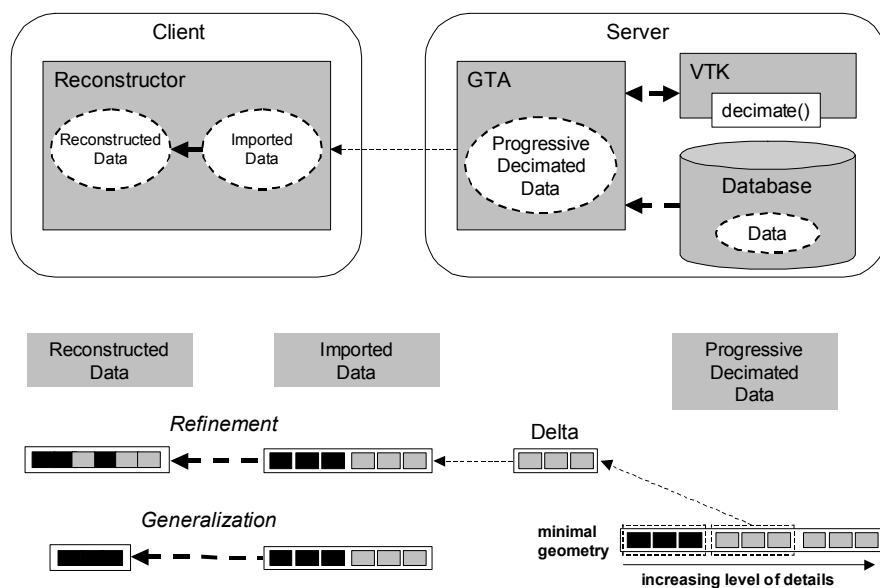 Client
Server
Reconstructor
Reconstructed
Data
Imported
Data
GTA
Progressive
Decimated
Data
VTK
decimate()
Database
Data
Reconstructed
Data
Imported
Data
Progressive
Decimated
Data
Refinement
Delta
Generalization
minimal
geometry
increasing level of details